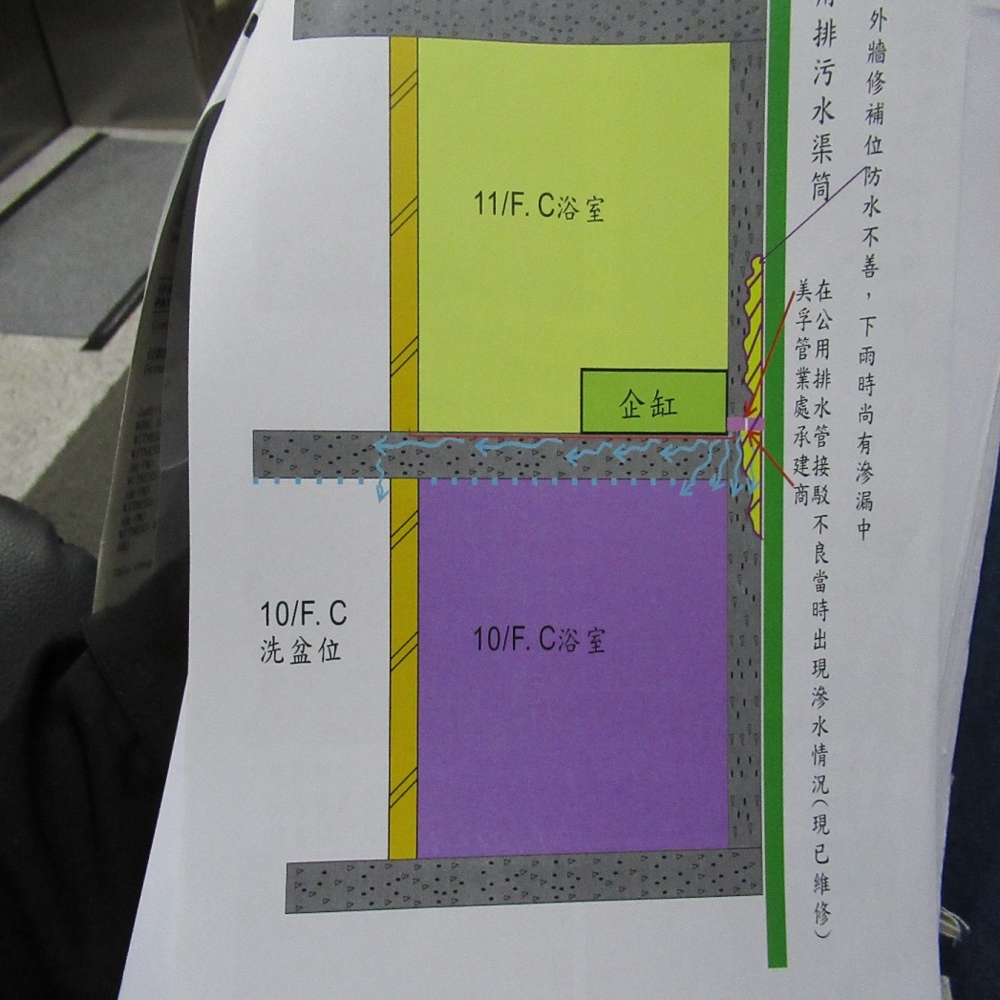 外牆修補位防水不善，下雨時尚有滲漏中
用排污水渠筒
在公用排水管接駁不良當時出現滲水情況（現已維修）
美孚管業處承建商
11/F. C浴室
企缸
10/F. C
洗盆位
10/F. C浴室